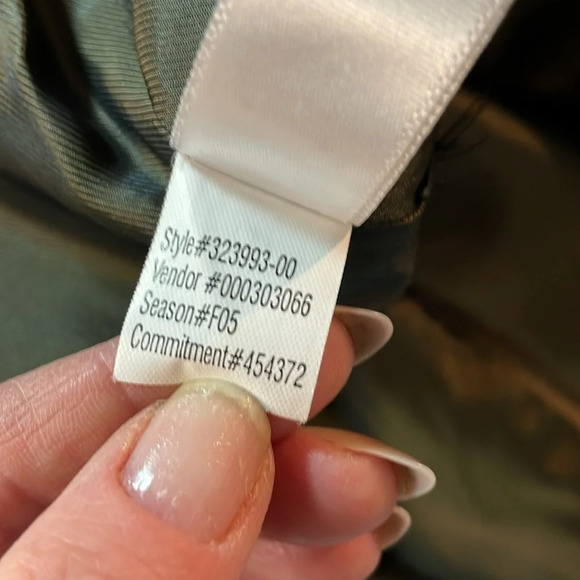 Style#323993-00
Vendor #000303066
Season#F05
Commitment#454372